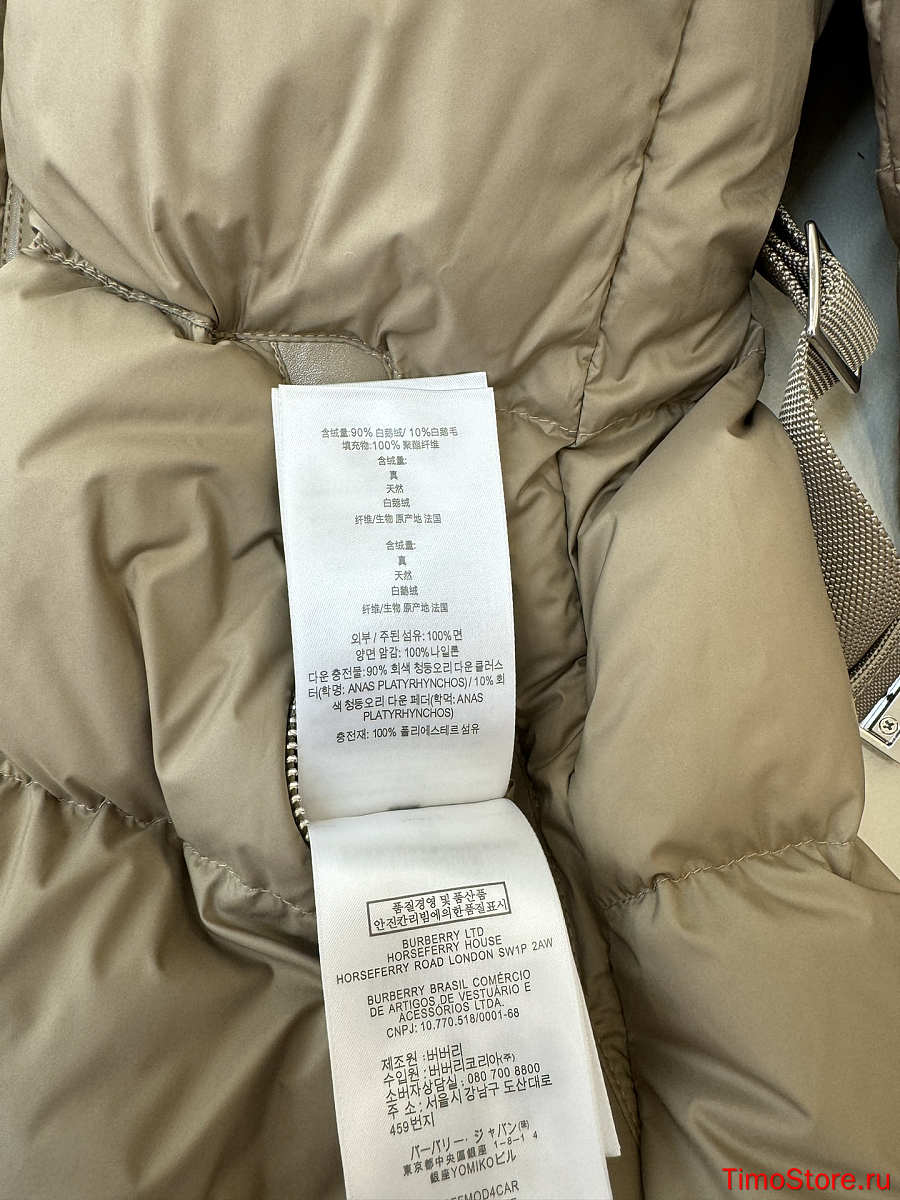 含绒量:90% 白鹅绒/ 10%白鹅毛
填充物:100% 聚酯纤维
含绒量:
真
天然
白鹅绒
纤维/生物 原产地 法国
含绒量:
真
天然
白鹅绒
纤维/生物 原产地 法国
외부 / 주된 섬유: 100% 면
양면 암감: 100%나일론
다운 충전물: 90% 회색 청둥오리 다운 클러스
터(학명: ANAS PLATYRHYNCHOS) / 10% 회
색 청둥오리 다운 페더(학먹: ANAS
PLATYRHYNCHOS)
충전재: 100% 폴리에스테르 섬유
품질경영 및 품산품
안진칸리빔에의한품질표시
BURBERRY LTD
HORSEFERRY HOUSE
HORSEFERRY ROAD LONDON SW1P 2AW
BURBERRY BRASIL COMÉRCIO
DE ARTIGOS DE VESTUÁRIO E
ACESSÓRIOS LTDA.
CNPJ: 10.770.518/0001-68
제조원 : 버버리
수입원 : 버버리코리아(주)
소버자상담실 : 080 700 8800
주 소 : 서울시 강남구 도산대로
459번지
バーバリー・ジャパン(株)
東京都中央區銀座 1-8-1 4
銀座YOMIKOビル
TimoStore.ru